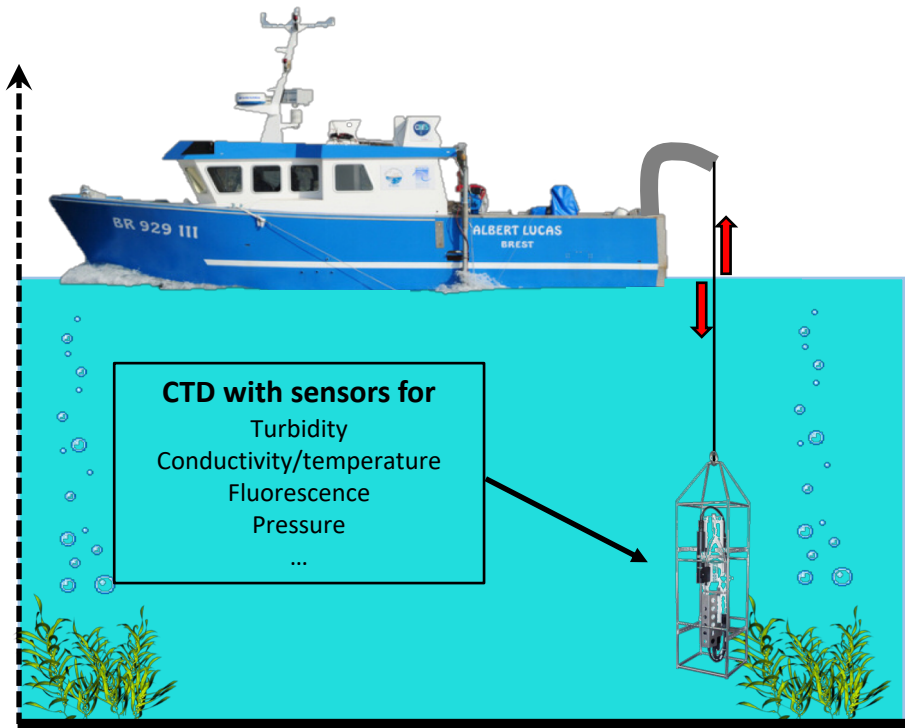 BR 929 III
ALBERT LUCAS
BREST
CTD with sensors for
Turbidity
Conductivity/temperature
Fluorescence
Pressure
...